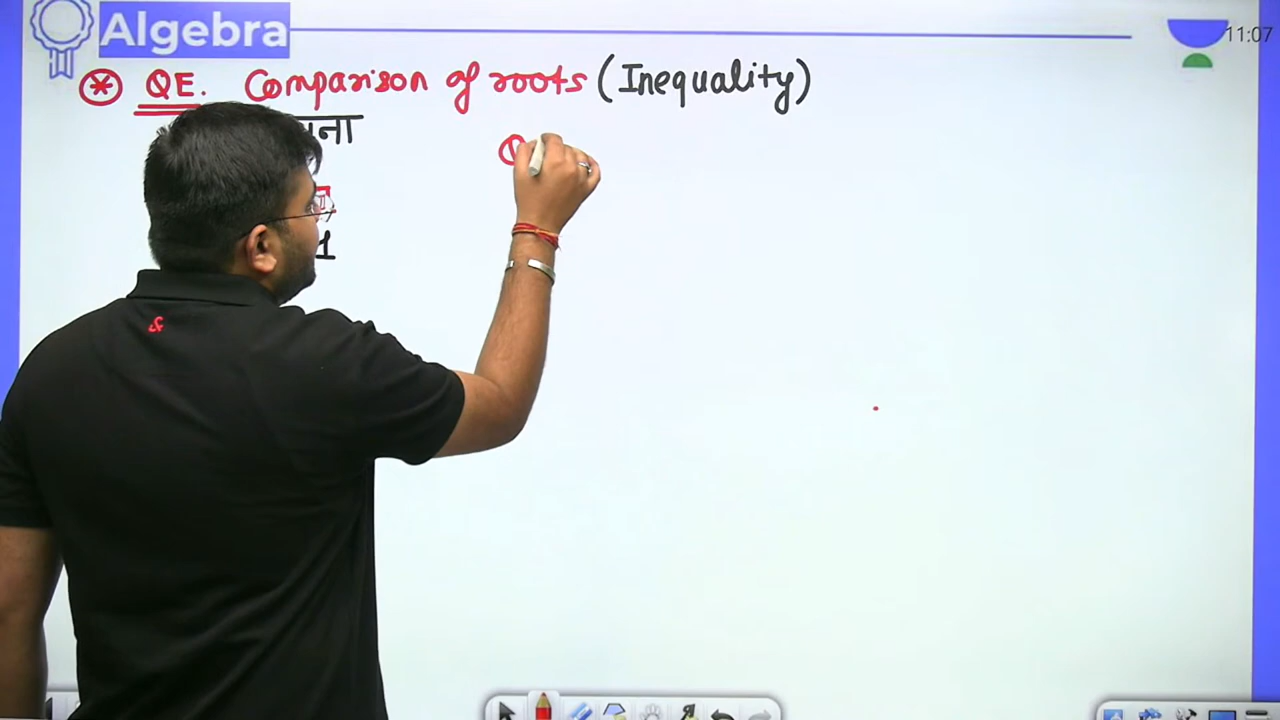 Algebra
11:07
* QE. Comparison of roots (Inequality)